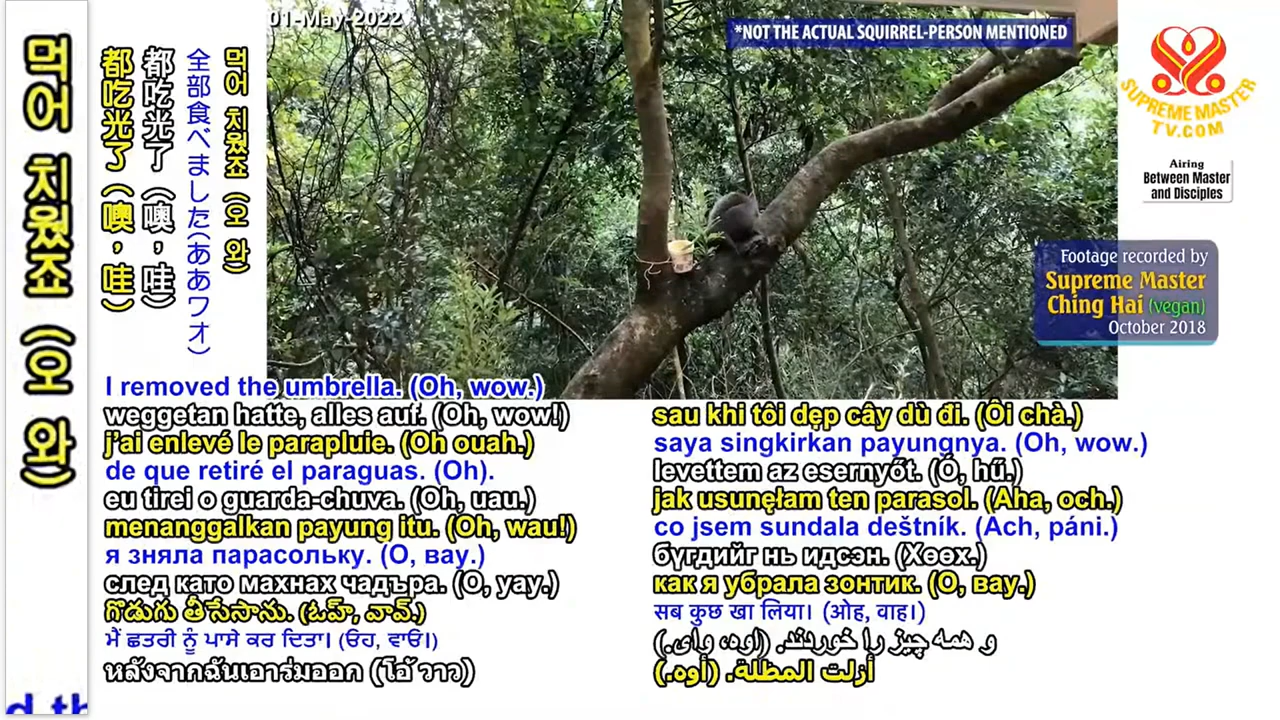 01-May-2022
*NOT THE ACTUAL SQUIRREL-PERSON MENTIONED
SUPREME MASTER
TV.COM
Airing
Between Master
and Disciples
Footage recorded by
Supreme Master
Ching Hai (vegan)
October 2018
먹어 치웠죠 (오 와)
都吃光了(噢,哇)
都吃光了(噢,哇)
全部食べました(ああワオ)
먹어 치웠죠 (오 와)
I removed the umbrella. (Oh, wow.)
weggetan hatte, alles auf. (Oh, wow!)
j'ai enlevé le parapluie. (Oh ouah.)
de que retiré el paraguas. (Oh).
eu tirei o guarda-chuva. (Oh, uau.)
menanggalkan payung itu. (Oh, wau!)
я зняла парасольку. (О, вау.)
след като махнах чадъра. (О, уау.)
గొడుగు తీసేసాను. (ఓహ్, వావ్.)
ਮੈਂ ਛਤਰੀ ਨੂੰ ਪਾਸੇ ਕਰ ਦਿਤਾ। (ਓਹ, ਵਾਓ।)
หลังจากฉันเอาร่มออก (โอ้ วาว)
sau khi tôi dẹp cây dù đi. (Ôi chà.)
saya singkirkan payungnya. (Oh, wow.)
levettem az esernyőt. (Ó, hű.)
jak usunęłam ten parasol. (Aha, och.)
co jsem sundala deštník. (Ach, páni.)
бүгдийг нь идсэн. (Хөөх.)
как я убрала зонтик. (О, вау.)
सब कुछ खा लिया। (ओह, वाह।)
و همه چیز را خوردند. (اوه، وای.)
أزلت المظلة. (أوه.)